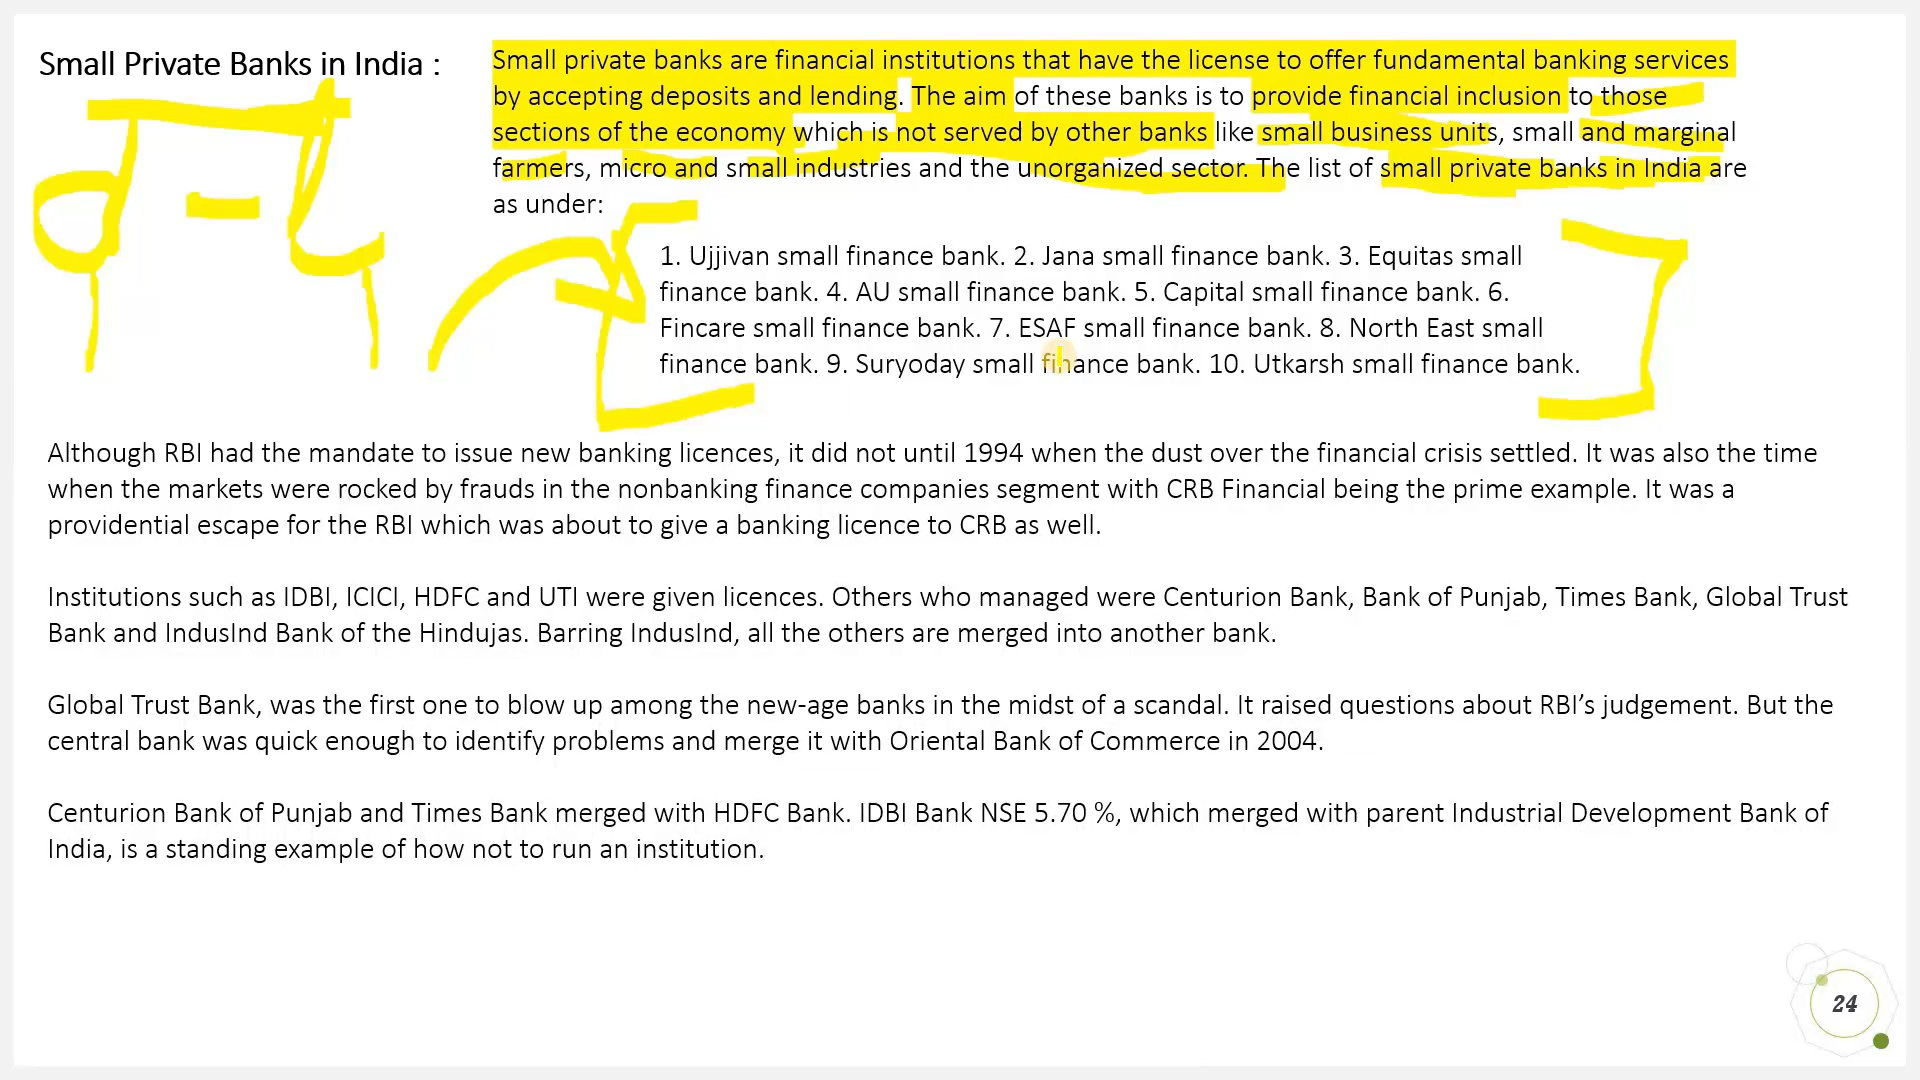 Small Private Banks in India :
Small private banks are financial institutions that have the license to offer fundamental banking services
by accepting deposits and lending. The aim of these banks is to provide financial inclusion to those
sections of the economy which is not served by other banks like small business units, small and marginal
farmers, micro and small industries and the unorganized sector. The list of small private banks in India are
as under:
1. Ujjivan small finance bank. 2. Jana small finance bank. 3. Equitas small
finance bank. 4. AU small finance bank. 5. Capital small finance bank. 6.
Fincare small finance bank. 7. ESAF small finance bank. 8. North East small
finance bank. 9. Suryoday small finance bank. 10. Utkarsh small finance bank.
Although RBI had the mandate to issue new banking licences, it did not until 1994 when the dust over the financial crisis settled. It was also the time
when the markets were rocked by frauds in the nonbanking finance companies segment with CRB Financial being the prime example. It was a
providential escape for the RBI which was about to give a banking licence to CRB as well.
Institutions such as IDBI, ICICI, HDFC and UTI were given licences. Others who managed were Centurion Bank, Bank of Punjab, Times Bank, Global Trust
Bank and IndusInd Bank of the Hindujas. Barring IndusInd, all the others are merged into another bank.
Global Trust Bank, was the first one to blow up among the new-age banks in the midst of a scandal. It raised questions about RBI’s judgement. But the
central bank was quick enough to identify problems and merge it with Oriental Bank of Commerce in 2004.
Centurion Bank of Punjab and Times Bank merged with HDFC Bank. IDBI Bank NSE 5.70 %, which merged with parent Industrial Development Bank of
India, is a standing example of how not to run an institution.
24